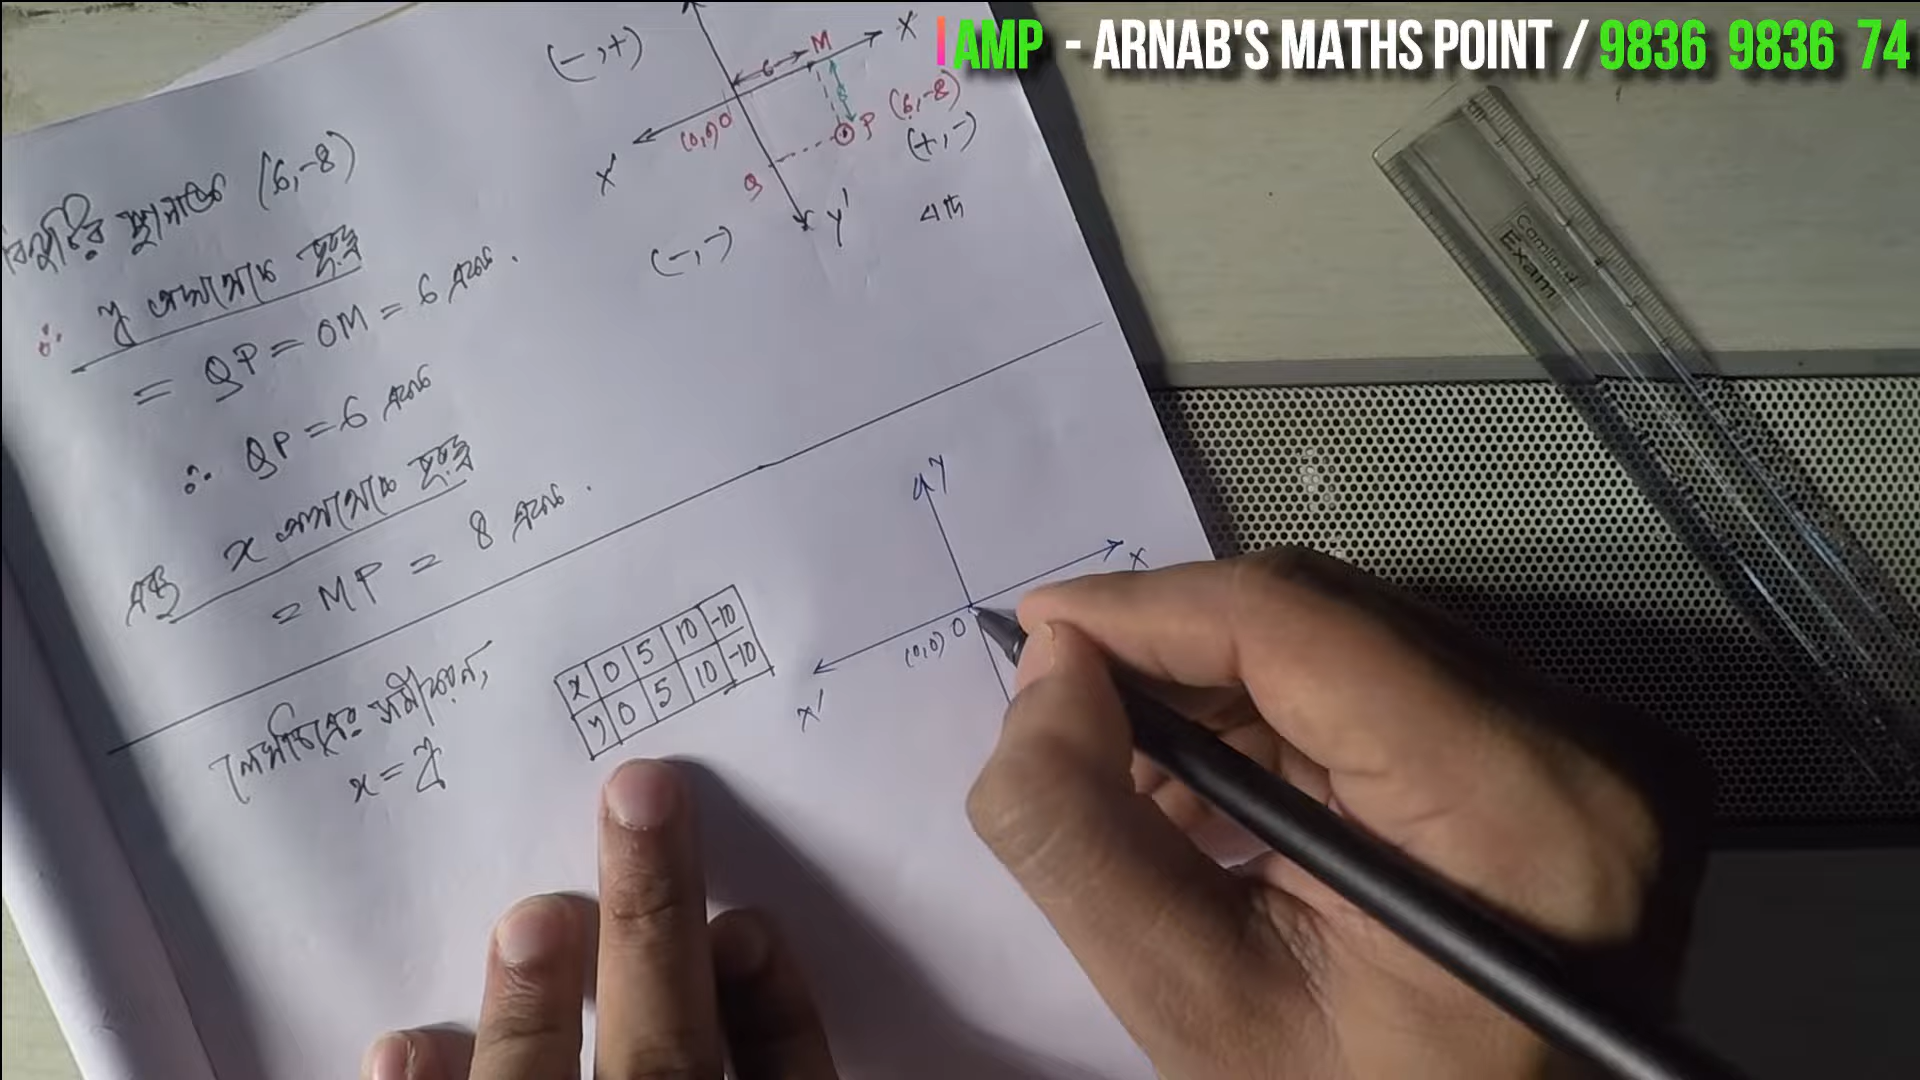 AMP - ARNAB'S MATHS POINT / 9836 9836 74
(-,+)
M
X
6
8
(0,0) O
P (6,-8)
(+,-)
X'
Q
Y'
৪র্থ
(-,-)
বিন্দুটির স্থানাঙ্ক (6,-8)
∴ y অক্ষ থেকে দূরত্ব
= QP = OM = 6 একক.
∴ QP = 6 একক
এবং x অক্ষ থেকে দূরত্ব
= MP = 8 একক.
লেখচিত্রের সমীকরণ,
x = y
x 0 5 10 -10
y 0 5 10 -10
Y
X
(0,0) O
X'
Camlin
Exam